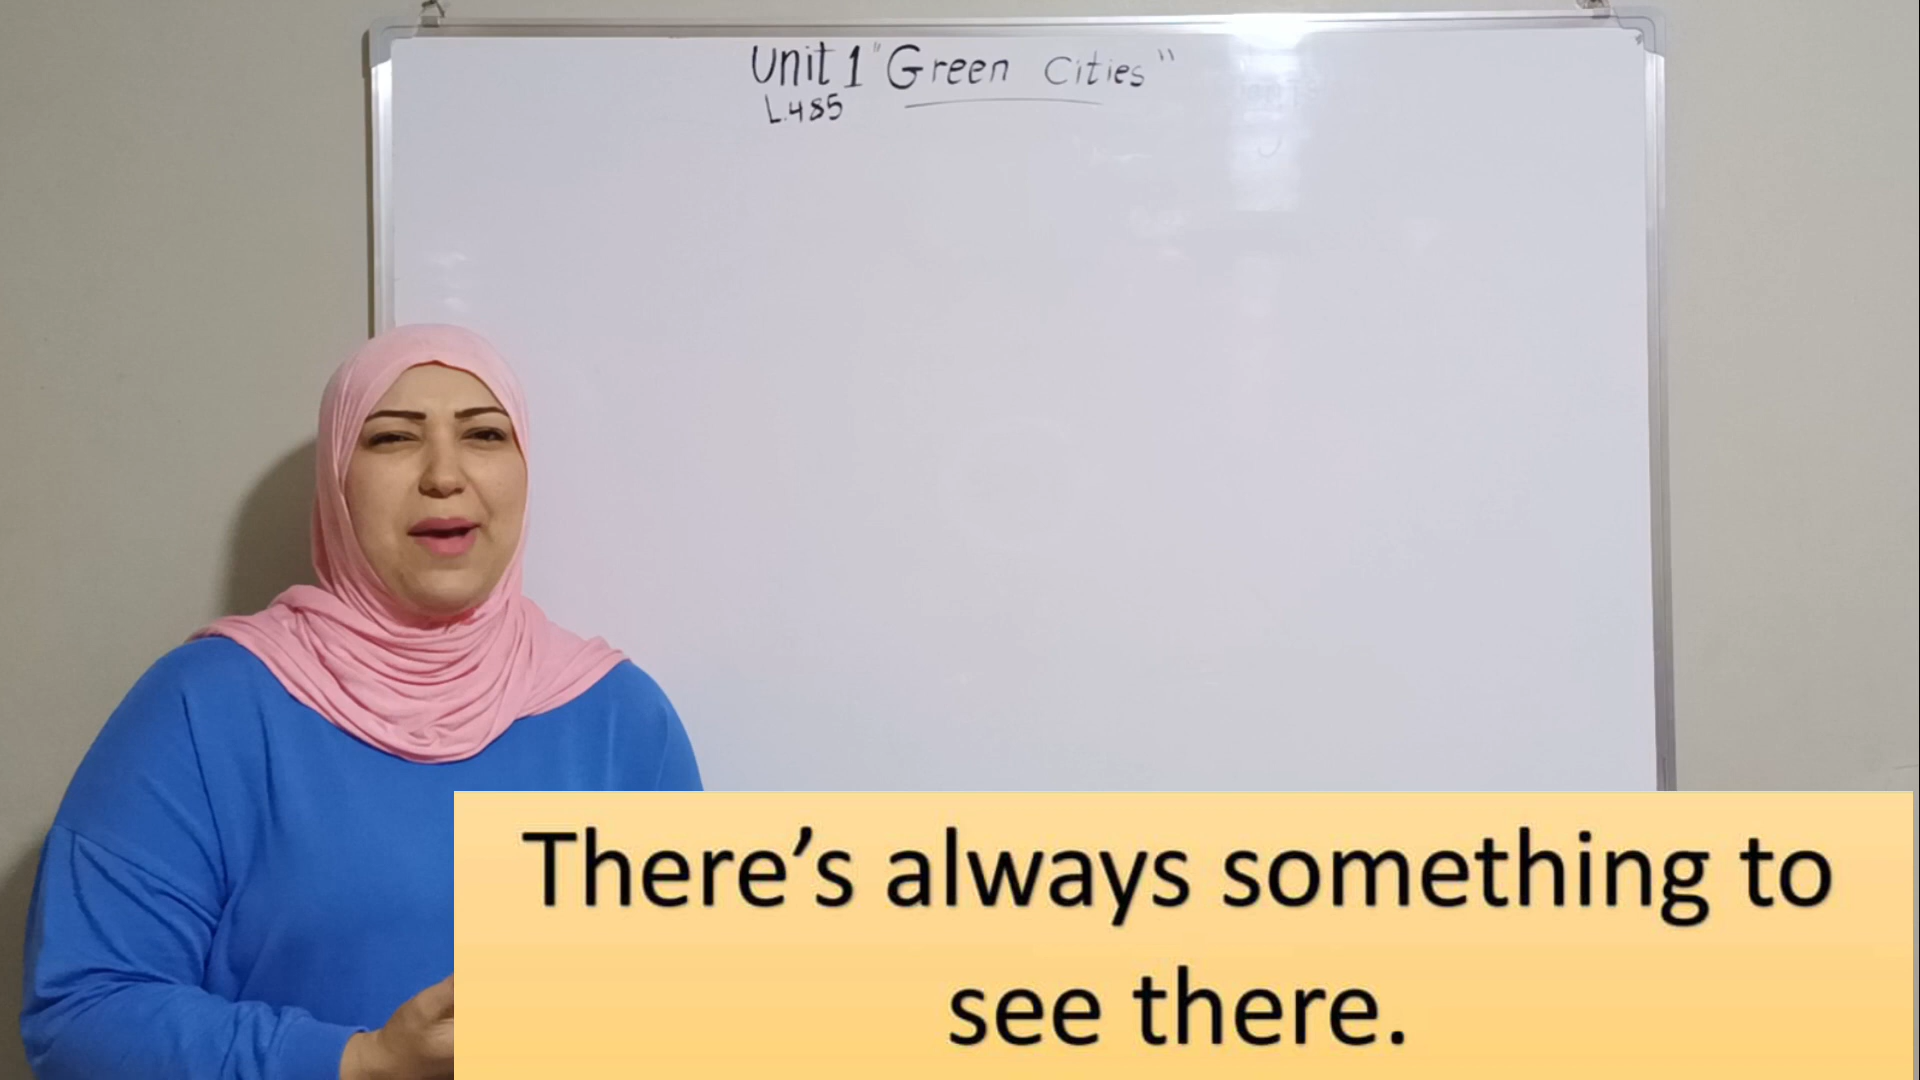 Unit 1 "Green Cities"
L.4&5
There's always something to
see there.